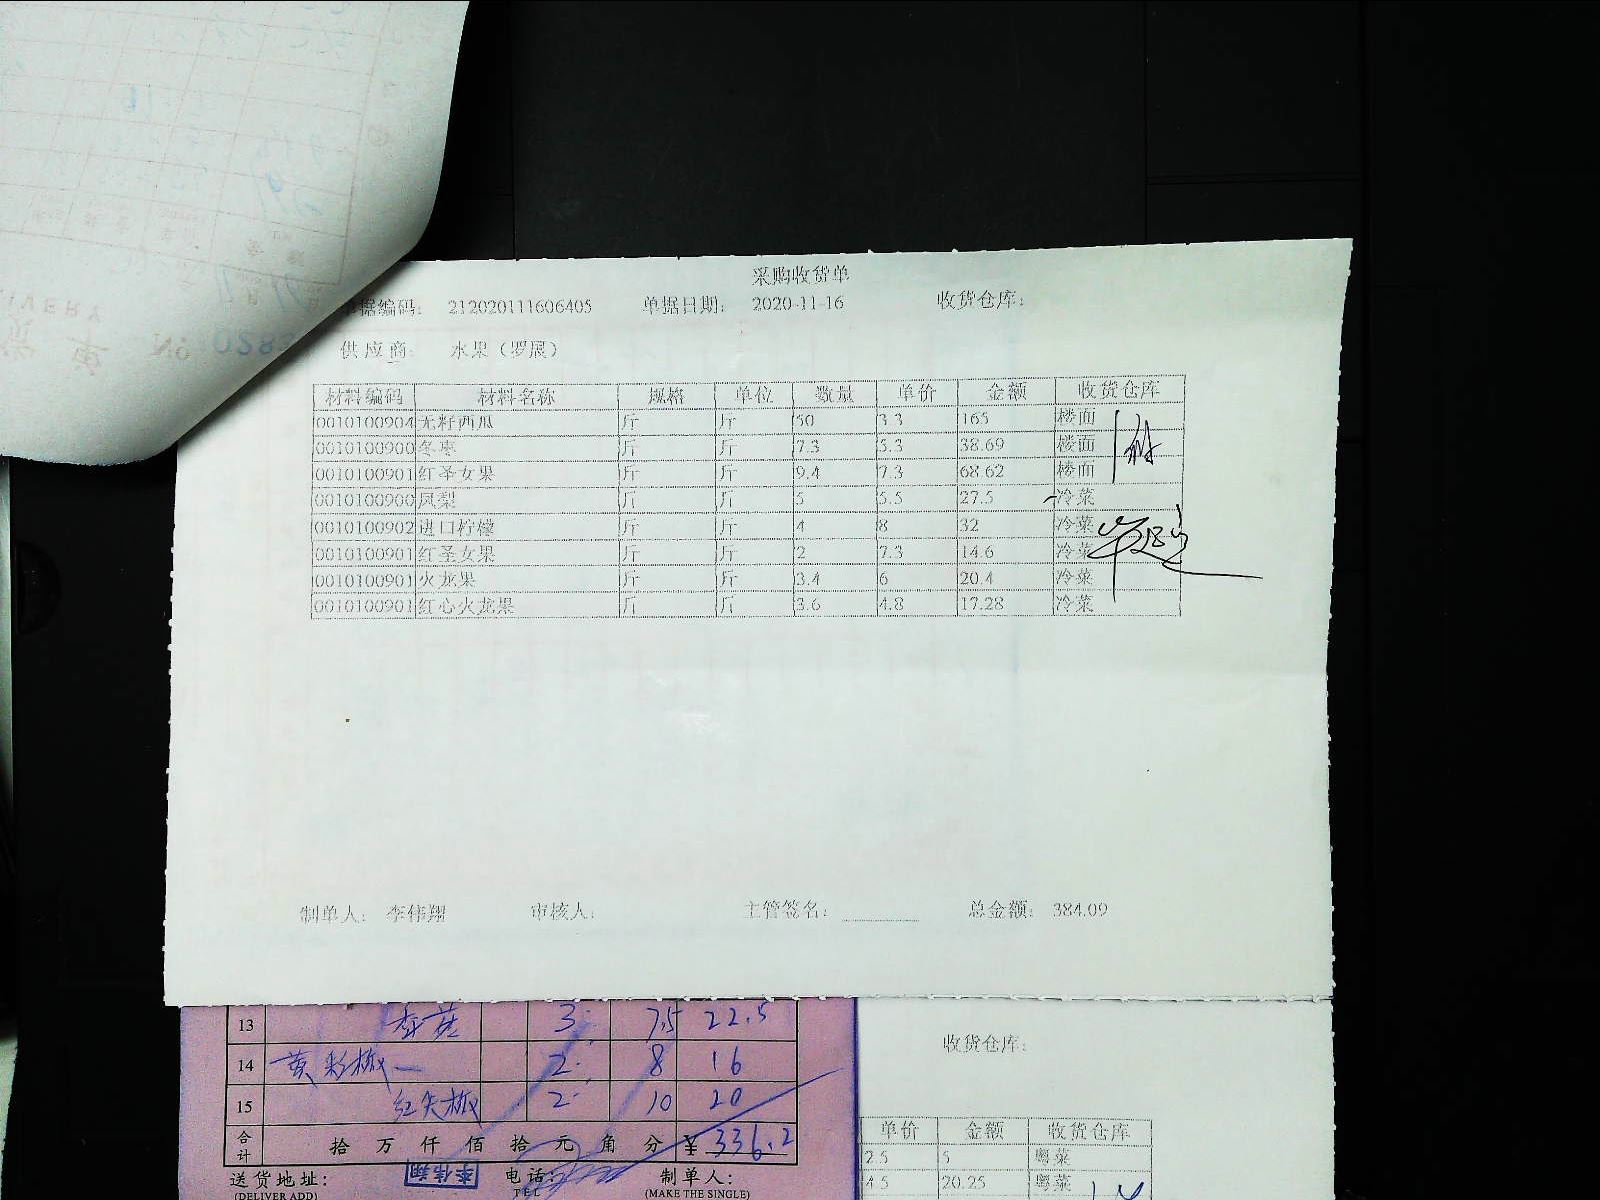 采购收货单
单据编码： 212020111606405 单据日期： 2020-11-16 收货仓库：
供应商： 水果（罗展）
材料编码 材料名称 规格 单位 数量 单价 金额 收货仓库
0010100904 无籽西瓜 斤 斤 50 3.3 165 楼面
0010100900 冬枣 斤 斤 7.3 5.3 38.69 楼面
0010100901 红圣女果 斤 斤 9.4 7.3 68.62 楼面
0010100900 凤梨 斤 斤 5 5.5 27.5 冷菜
0010100902 进口柠檬 斤 斤 4 8 32 冷菜
0010100901 红圣女果 斤 斤 2 7.3 14.6 冷菜
0010100901 火龙果 斤 斤 3.4 6 20.4 冷菜
0010100901 红心火龙果 斤 斤 3.6 4.8 17.28 冷菜
制单人： 李伟翔 审核人： 主管签名： 总金额： 384.09
13 3 7.5 22.5
14 黄彩椒 2 8 16
15 红尖椒 2 10 20
合计 拾 万 仟 佰 拾 元 角 分 ¥ 336.2
送货地址： 电话： 制单人：
(DELIVER ADD) TEL (MAKE THE SINGLE)
李伟翔
收货仓库：
单价 金额 收货仓库
2.5 5 粤菜
4.5 20.25 粤菜
No 028